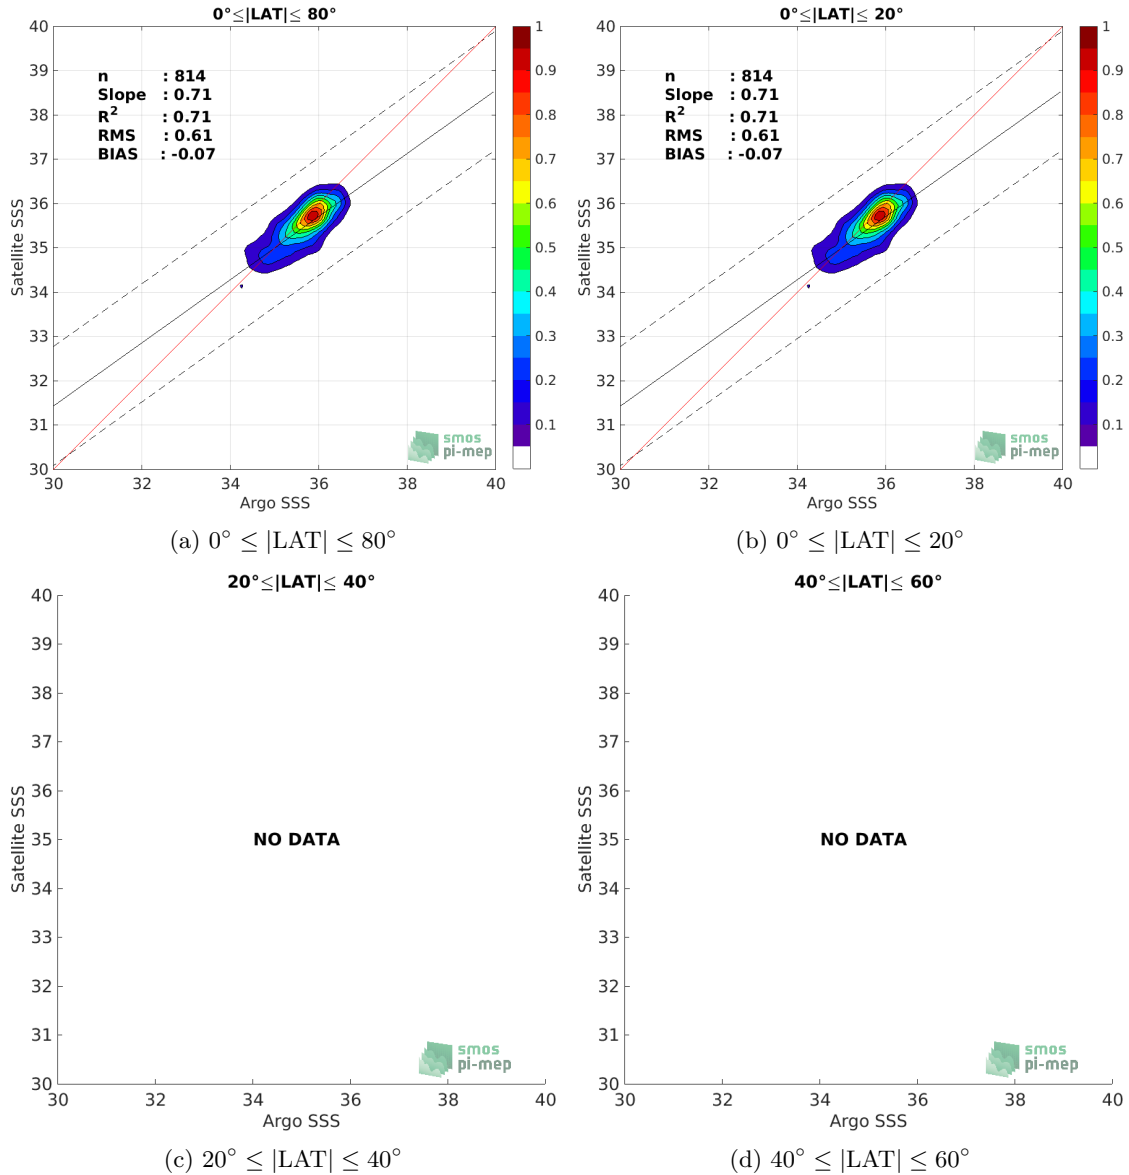 0°≤|LAT|≤ 80°
40
39
38
37
36
35
34
33
32
31
30
Satellite SSS
n : 814
Slope : 0.71
R² : 0.71
RMS : 0.61
BIAS : -0.07
smos
pi-mep
30 32 34 36 38 40
Argo SSS
1
0.9
0.8
0.7
0.6
0.5
0.4
0.3
0.2
0.1
(a) 0° ≤ |LAT| ≤ 80°
0°≤|LAT|≤ 20°
40
39
38
37
36
35
34
33
32
31
30
Satellite SSS
n : 814
Slope : 0.71
R² : 0.71
RMS : 0.61
BIAS : -0.07
smos
pi-mep
30 32 34 36 38 40
Argo SSS
1
0.9
0.8
0.7
0.6
0.5
0.4
0.3
0.2
0.1
(b) 0° ≤ |LAT| ≤ 20°
20°≤|LAT|≤ 40°
40
39
38
37
36
35
34
33
32
31
30
Satellite SSS
NO DATA
smos
pi-mep
30 32 34 36 38 40
Argo SSS
(c) 20° ≤ |LAT| ≤ 40°
40°≤|LAT|≤ 60°
40
39
38
37
36
35
34
33
32
31
30
Satellite SSS
NO DATA
smos
pi-mep
30 32 34 36 38 40
Argo SSS
(d) 40° ≤ |LAT| ≤ 60°